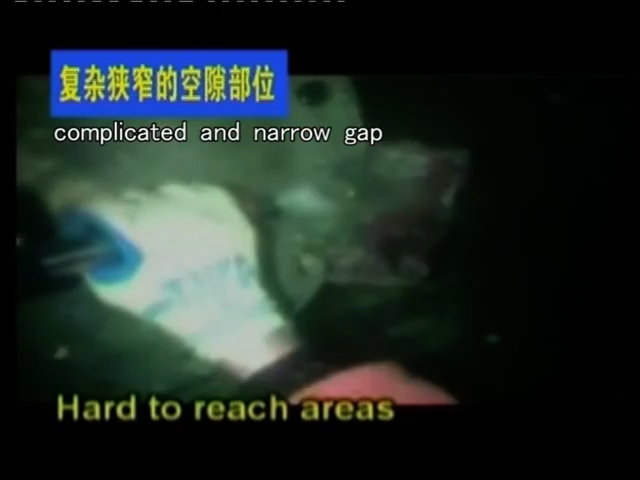 复杂狭窄的空隙部位
complicated and narrow gap
Hard to reach areas